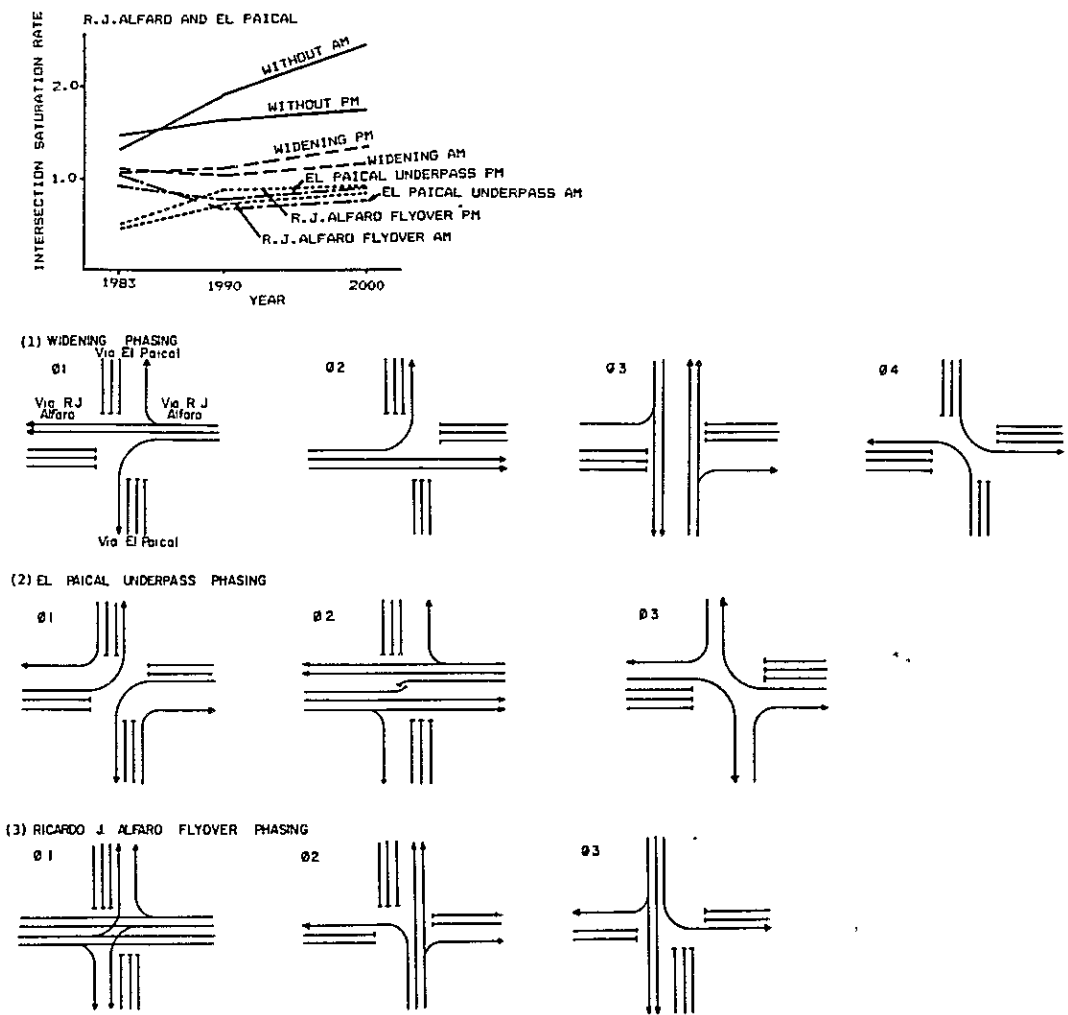 R.J.ALFARO AND EL PAICAL
INTERSECTION SATURATION RATE
2.0
1.0
WITHOUT AM
WITHOUT PM
WIDENING PM
WIDENING AM
EL PAICAL UNDERPASS PM
EL PAICAL UNDERPASS AM
R.J.ALFARO FLYOVER PM
R.J.ALFARO FLYOVER AM
1983 1990 2000
YEAR
(1) WIDENING PHASING
Via El Paical
Ø1 Ø2 Ø3 Ø4
Via RJ Alfaro
Via R J Alfaro
Via El Paical
(2) EL PAICAL UNDERPASS PHASING
Ø1 Ø2 Ø3
(3) RICARDO J. ALFARO FLYOVER PHASING
Ø1 Ø2 Ø3